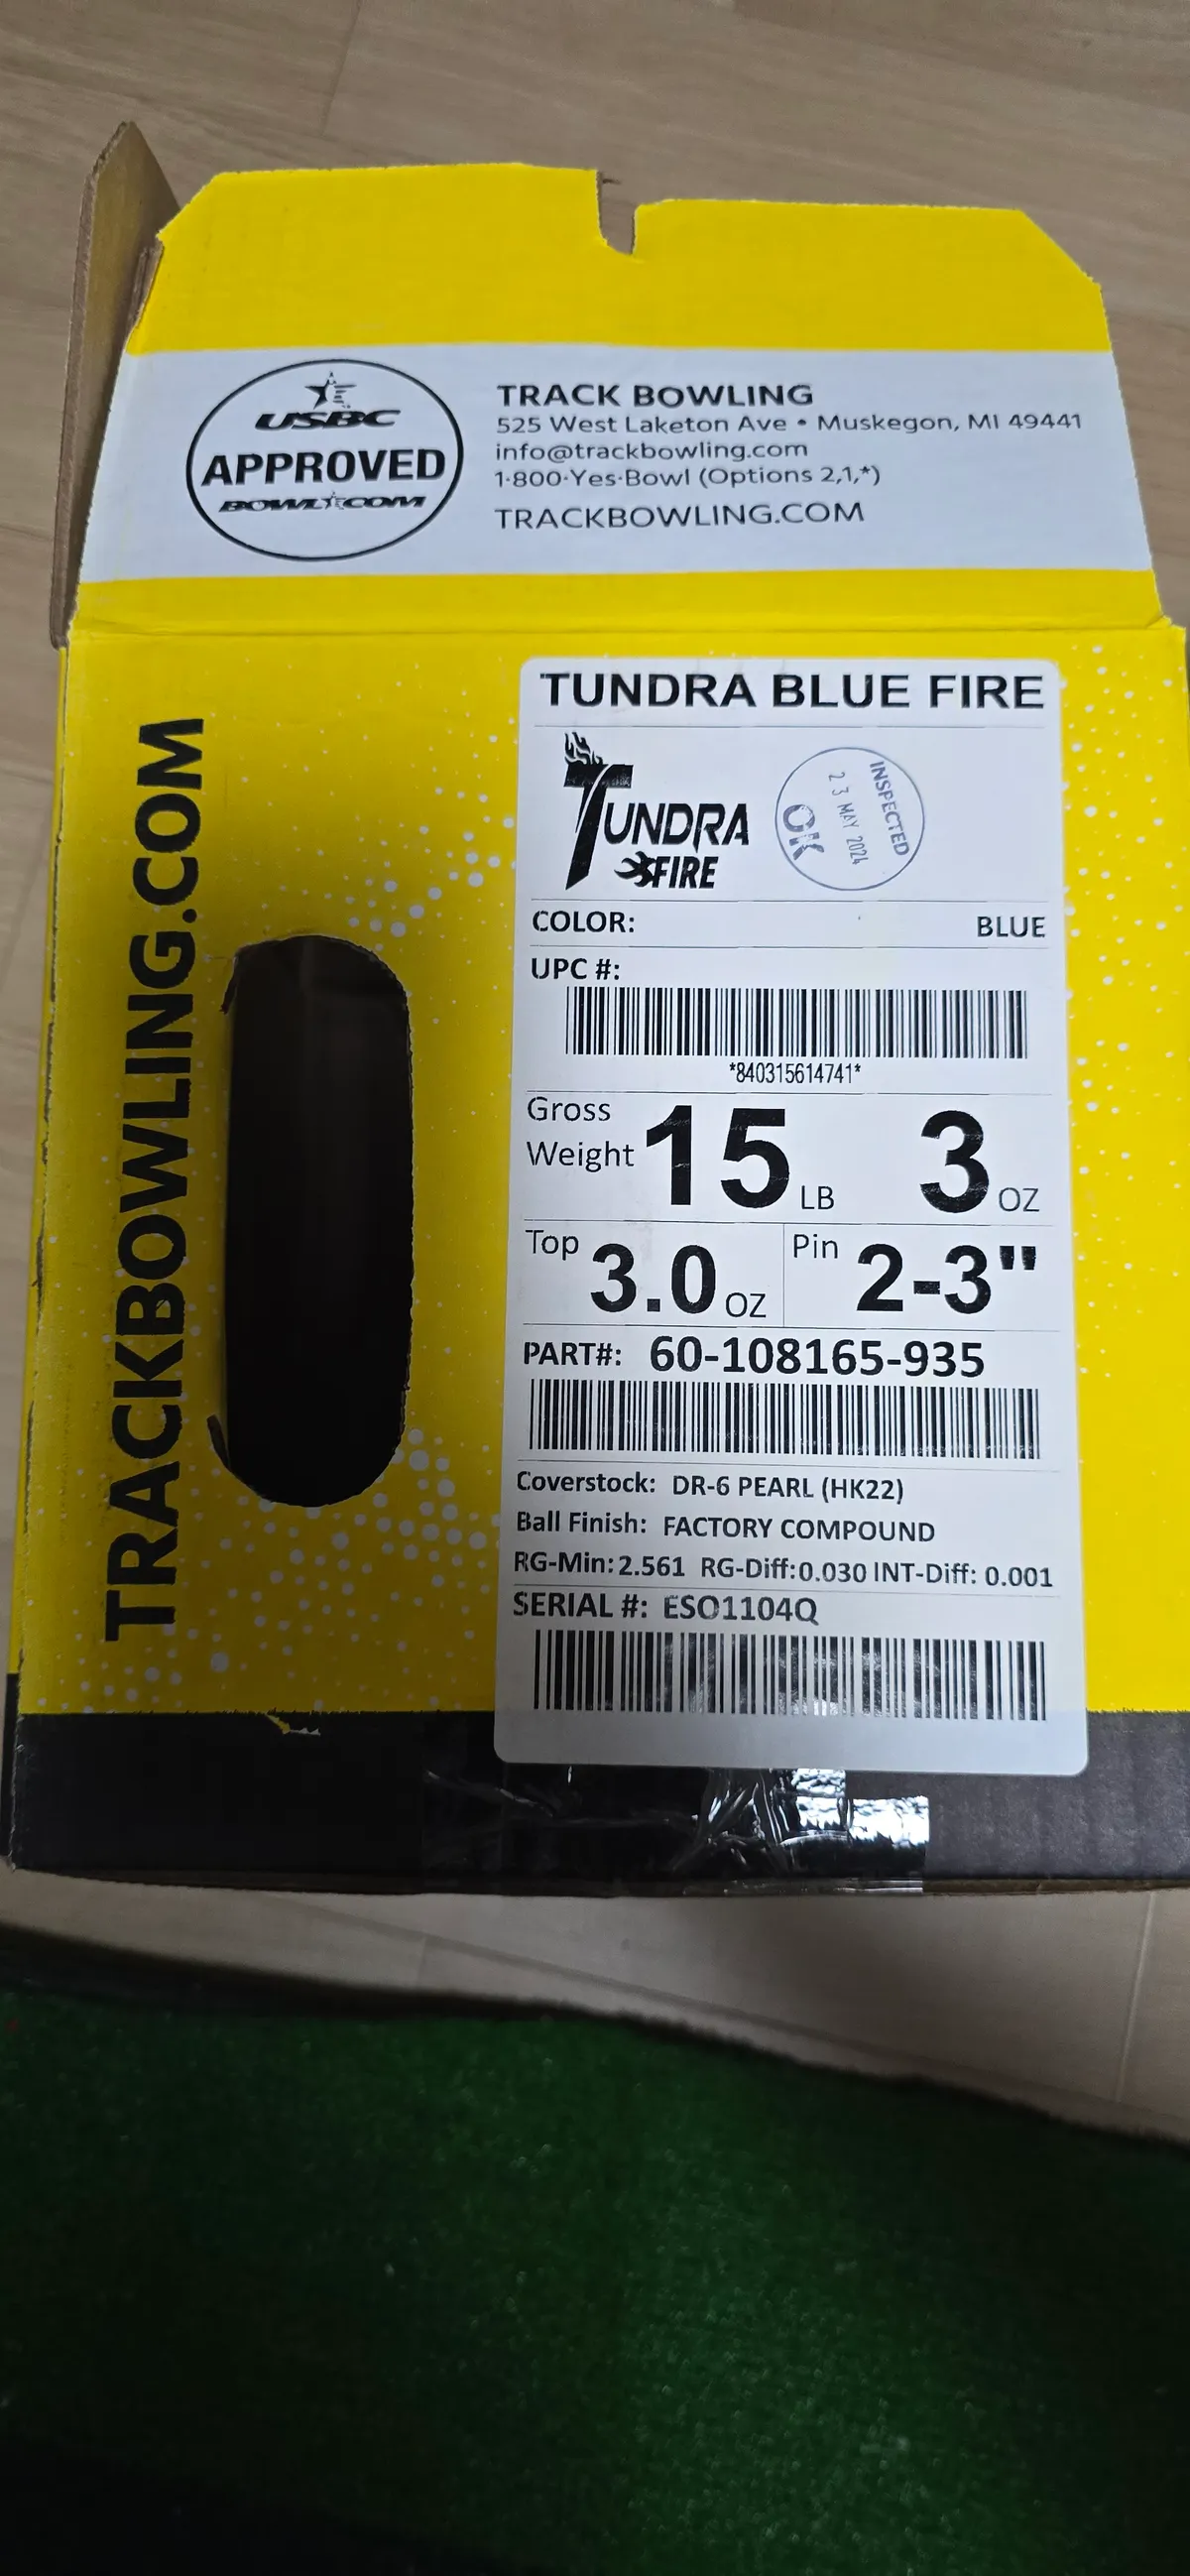 USBC
APPROVED
BOWL.COM
TRACK BOWLING
525 West Laketon Ave • Muskegon, MI 49441
info@trackbowling.com
1-800-Yes-Bowl (Options 2,1,*)
TRACKBOWLING.COM
TRACKBOWLING.COM
TUNDRA BLUE FIRE
TUNDRA
FIRE
INSPECTED
23 MAY 2024
OK
COLOR: BLUE
UPC #:
*840315614741*
Gross Weight 15 LB 3 OZ
Top 3.0 OZ Pin 2-3"
PART#: 60-108165-935
Coverstock: DR-6 PEARL (HK22)
Ball Finish: FACTORY COMPOUND
RG-Min: 2.561 RG-Diff: 0.030 INT-Diff: 0.001
SERIAL #: ESO1104Q